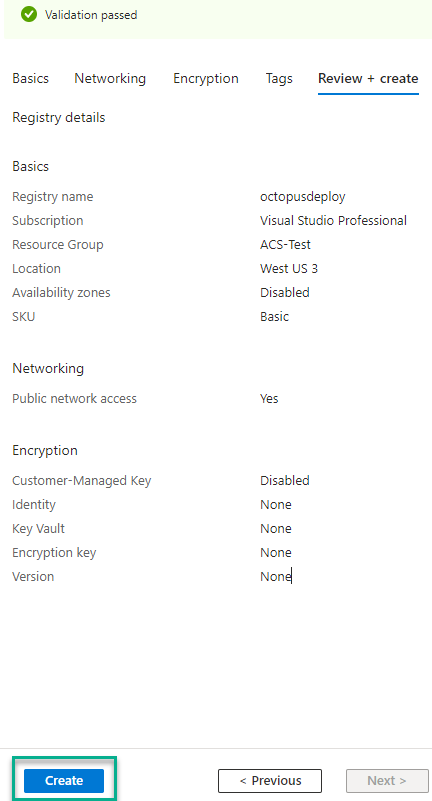 Validation passed
Basics Networking Encryption Tags Review + create
Registry details
Basics
Registry name octopusdeploy
Subscription Visual Studio Professional
Resource Group ACS-Test
Location West US 3
Availability zones Disabled
SKU Basic
Networking
Public network access Yes
Encryption
Customer-Managed Key Disabled
Identity None
Key Vault None
Encryption key None
Version None
Create < Previous Next >